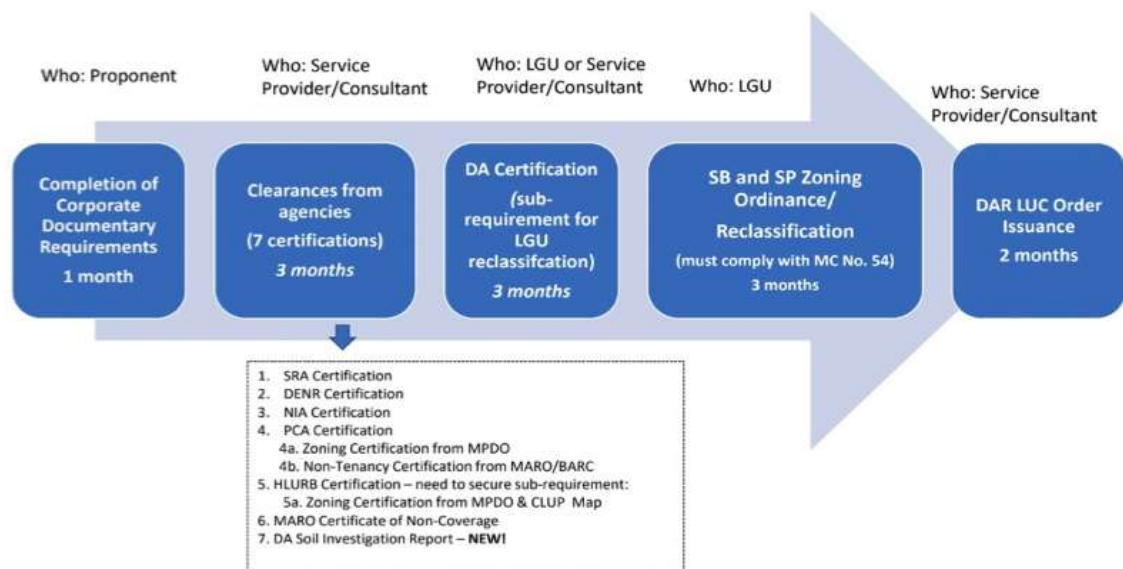 Who: Proponent
Who: Service
Provider/Consultant
Who: LGU or Service
Provider/Consultant
Who: LGU
Who: Service
Provider/Consultant
Completion of
Corporate
Documentary
Requirements
1 month
Clearances from
agencies
(7 certifications)
3 months
DA Certification
(sub-
requirement for
LGU
reclassifcation)
3 months
SB and SP Zoning
Ordinance/
Reclassification
(must comply with MC No. 54)
3 months
DAR LUC Order
Issuance
2 months
1. SRA Certification
2. DENR Certification
3. NIA Certification
4. PCA Certification
4a. Zoning Certification from MPDO
4b. Non-Tenancy Certification from MARO/BARC
5. HLURB Certification – need to secure sub-requirement:
5a. Zoning Certification from MPDO & CLUP Map
6. MARO Certificate of Non-Coverage
7. DA Soil Investigation Report – NEW!